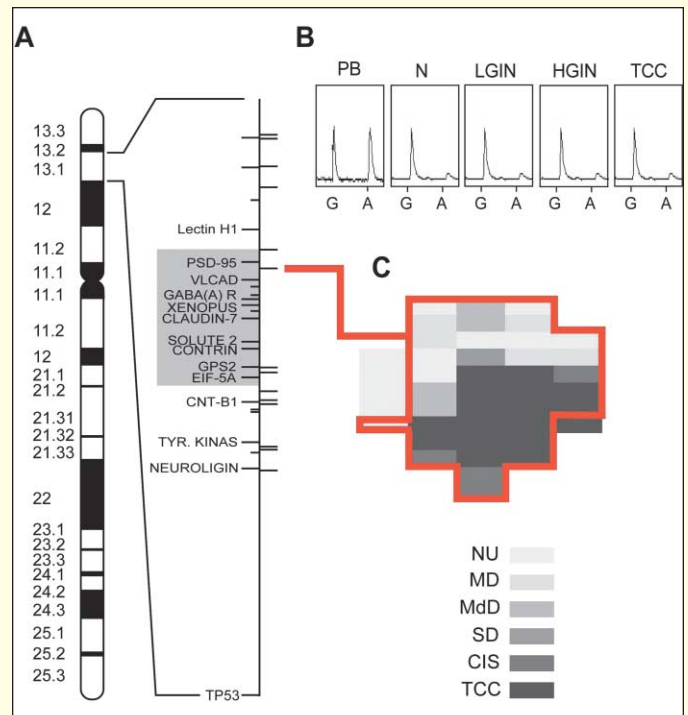 A
13.3
13.2
13.1
12
11.2
11.1
11.1
11.2
12
21.1
21.2
21.31
21.32
21.33
22
23.1
23.2
23.3
24.1
24.2
24.3
25.1
25.2
25.3
Lectin H1
PSD-95
VLCAD
GABA(A) R
XENOPUS
CLAUDIN-7
SOLUTE 2
CONTRIN
GPS2
EIF-5A
CNT-B1
TYR. KINAS
NEUROLIGIN
TP53
B
PB N LGIN HGIN TCC
G A G A G A G A G A
C
NU
MD
MdD
SD
CIS
TCC